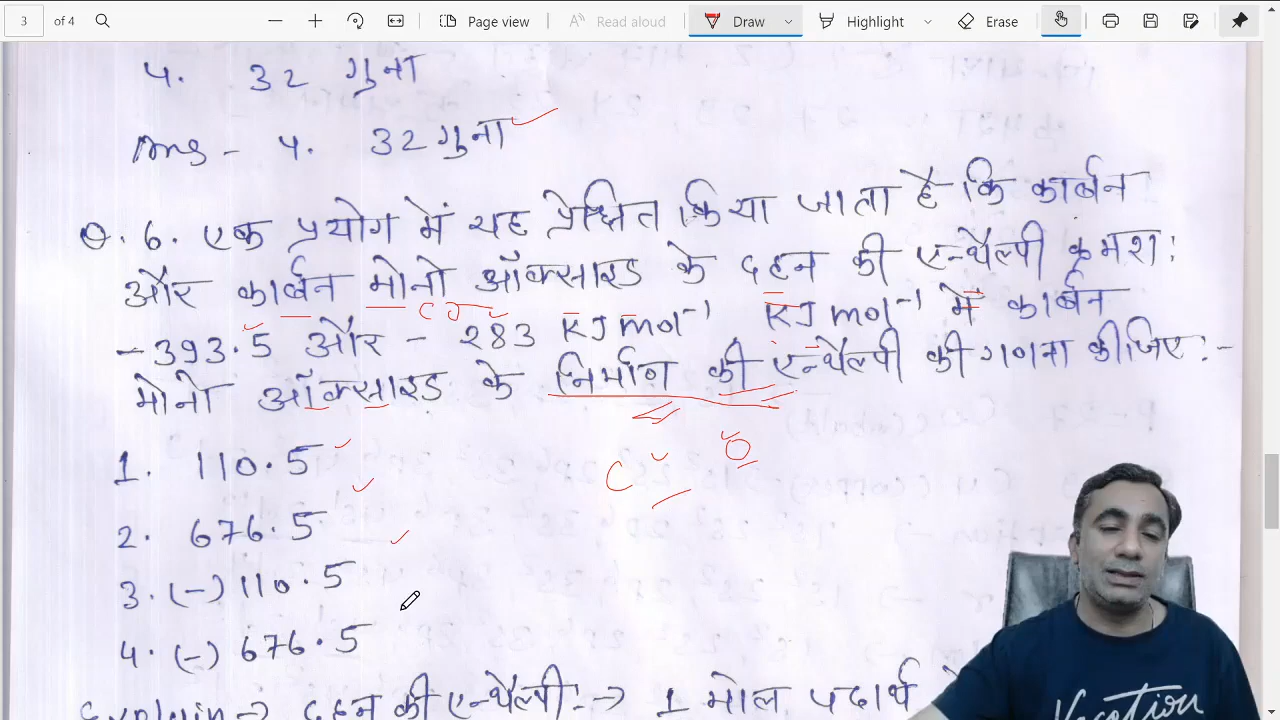 3 of 4 Page view Read aloud Draw Highlight Erase
4. 32 गुना
Ans - 4. 32 गुना
Q. 6. एक प्रयोग में यह प्रेक्षित किया जाता है कि कार्बन
और कार्बन मोनो ऑक्साइड के दहन की एन्थैल्पी क्रमश:
CO
-393.5 और - 283 KJ mol⁻¹ KJ mol⁻¹ में कार्बन
मोनो ऑक्साइड के निर्माण की एन्थैल्पी की गणना कीजिए :-
C O
1. 110.5
2. 676.5
3. (-) 110.5
4. (-) 676.5
Explain → दहन की एन्थैल्पी → 1 मोल पदार्थ
Vacation